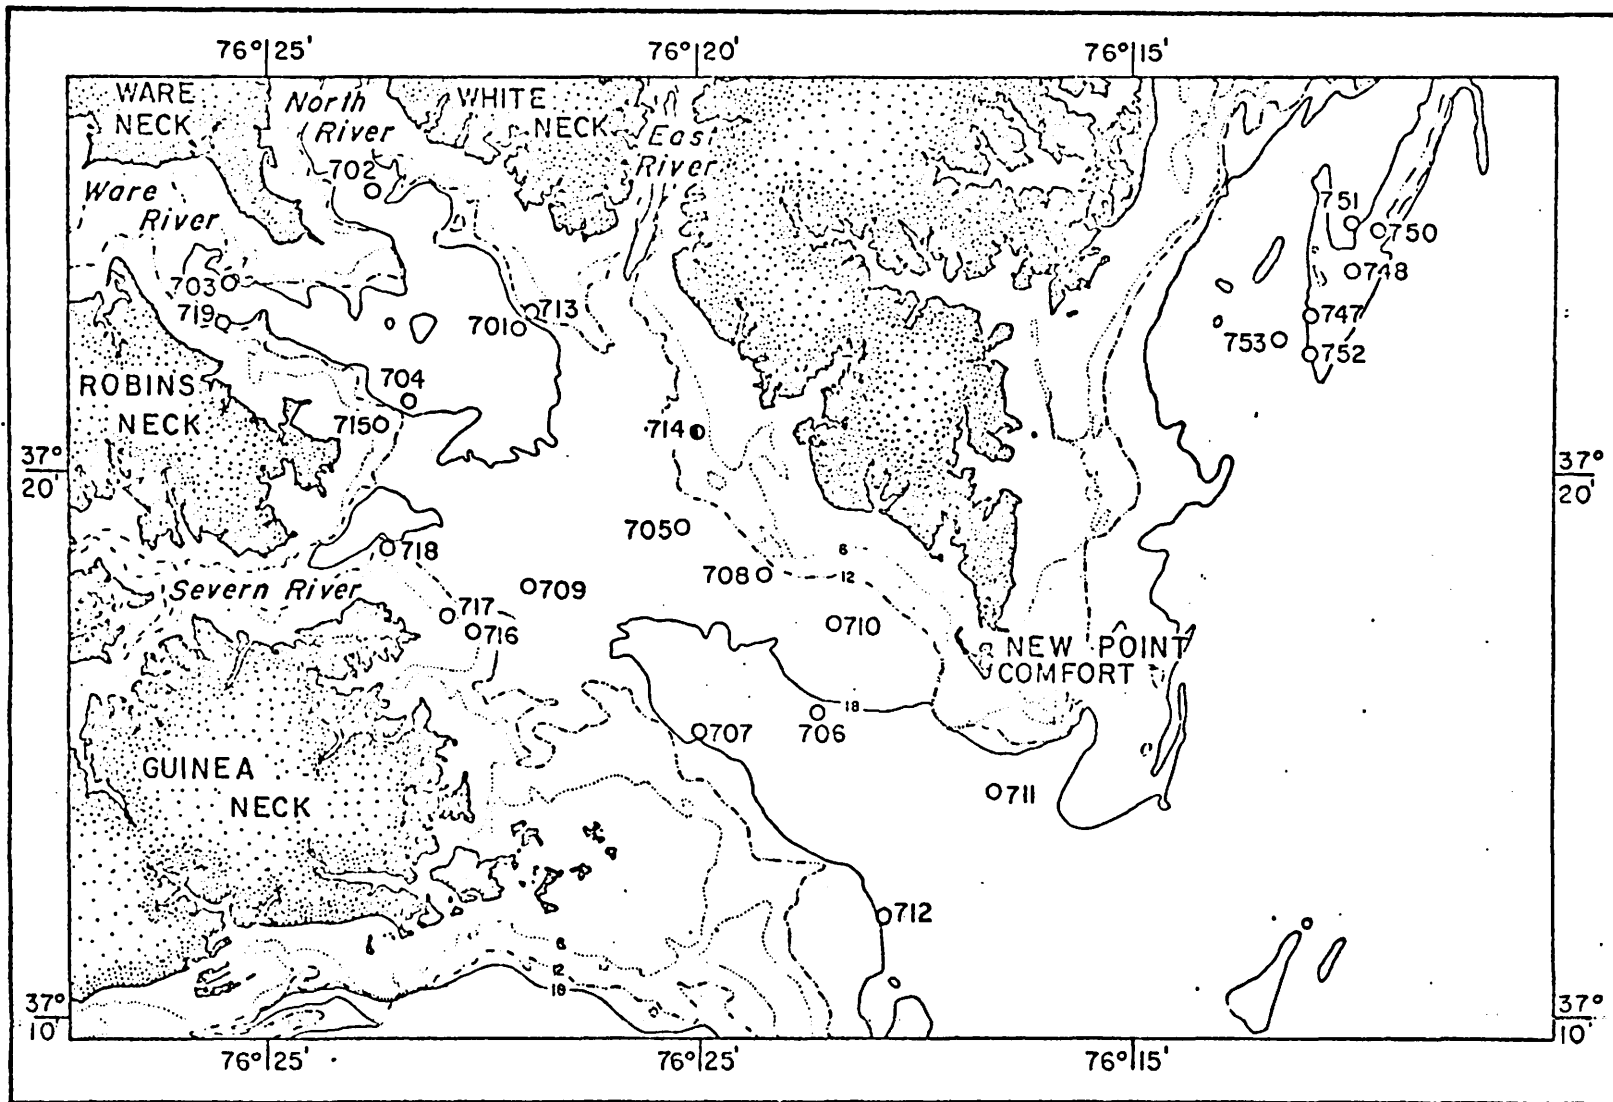 76° 25'
76° 20'
76° 15'
WARE
NECK
North
River
WHITE
NECK
East
River
702
Ware
River
751
750
703
748
719
701
713
747
753
752
ROBINS
NECK
704
715
714
37°
20'
37°
20'
705
718
6
708
12
Severn River
709
717
716
710
NEW POINT
COMFORT
18
707
706
GUINEA
NECK
711
712
6
12
18
37°
10'
37°
10'
76° 25'
76° 25'
76° 15'